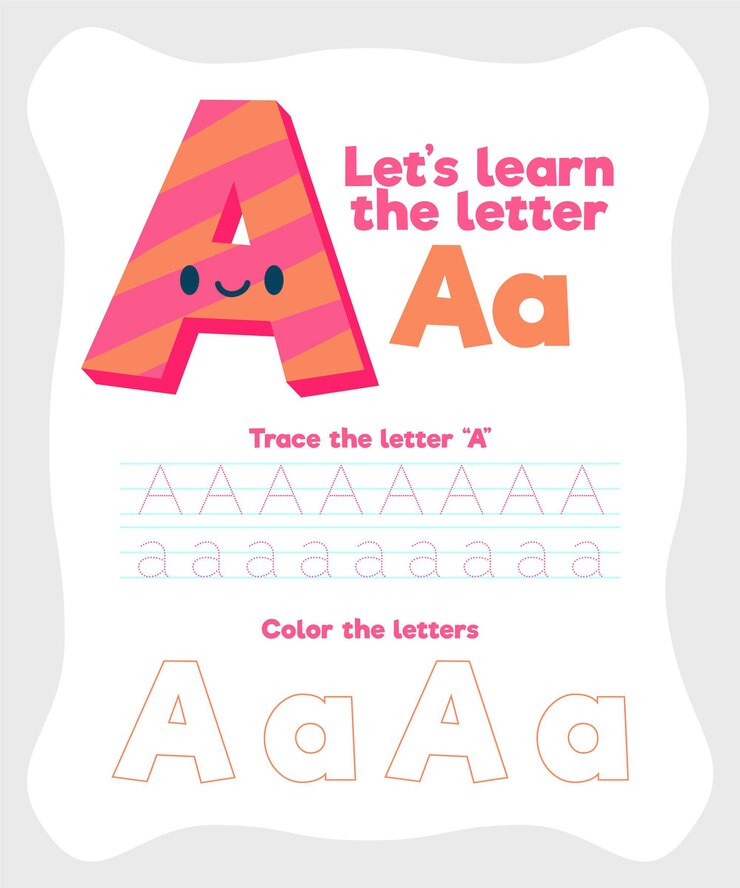 A
Let's learn
the letter
Aa
Trace the letter “A”
A A A A A A A A
a a a a a a a a a
Color the letters
A a A a